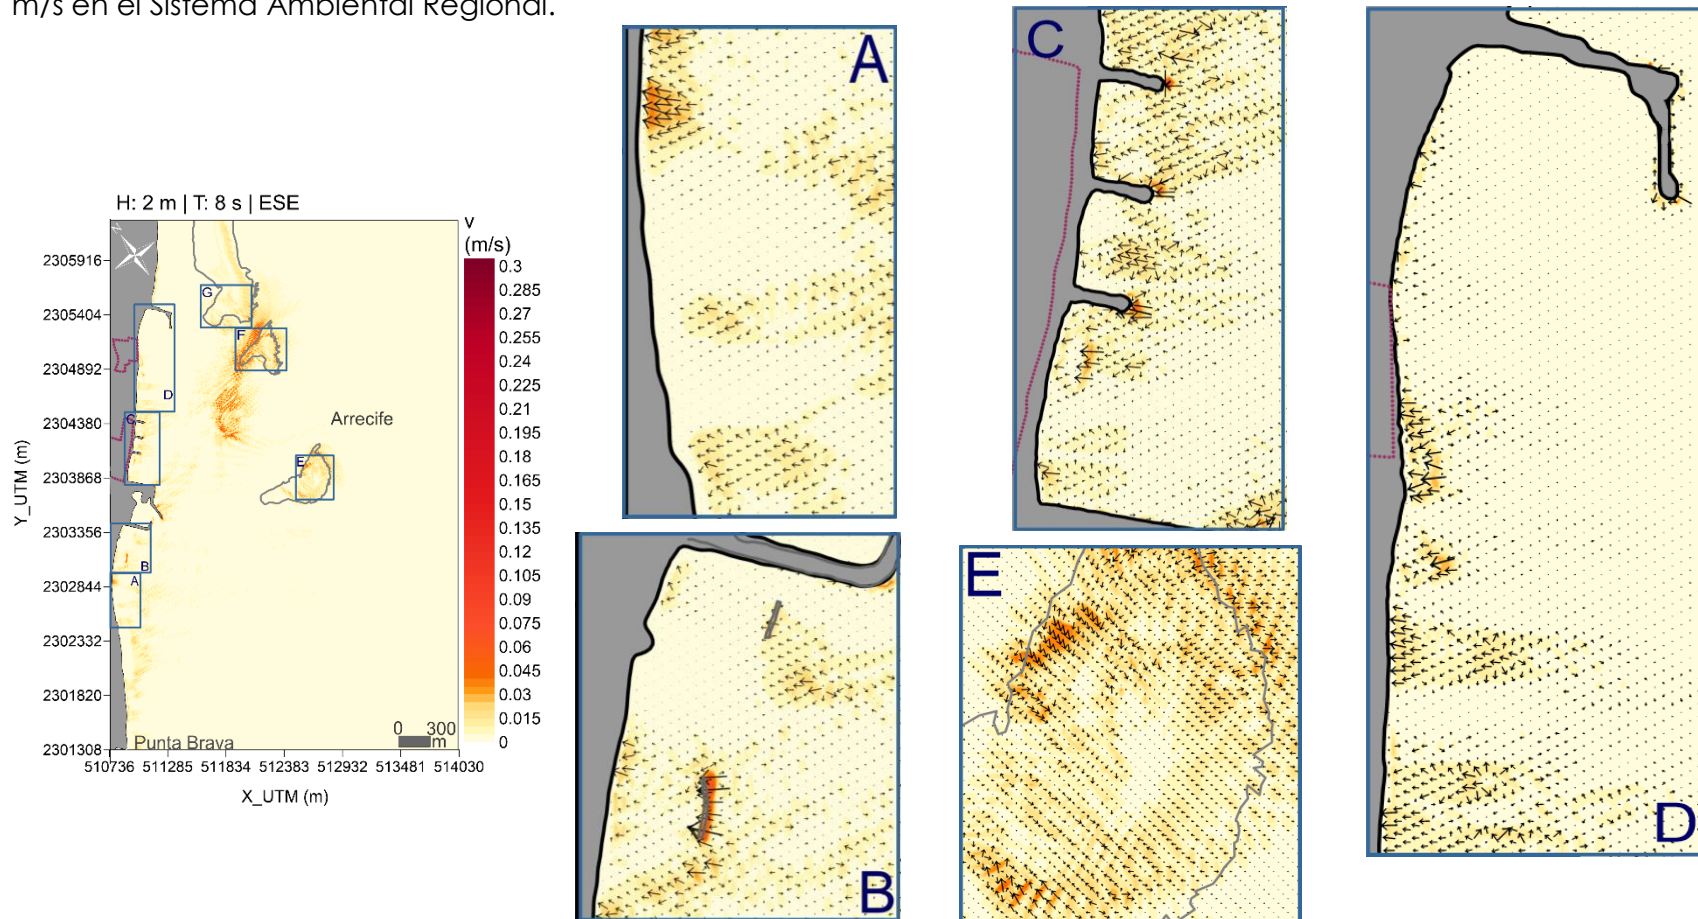 m/s en el Sistema Ambiental Regional.
H: 2 m | T: 8 s | ESE
v
(m/s)
0.3
0.285
0.27
0.255
0.24
0.225
0.21
0.195
0.18
0.165
0.15
0.135
0.12
0.105
0.09
0.075
0.06
0.045
0.03
0.015
0
Y_UTM (m)
2305916
2305404
2304892
2304380
2303868
2303356
2302844
2302332
2301820
2301308
G
F
D
C
Arrecife
E
B
A
0 300
m
Punta Brava
510736 511285 511834 512383 512932 513481 514030
X_UTM (m)
A
B
C
E
D